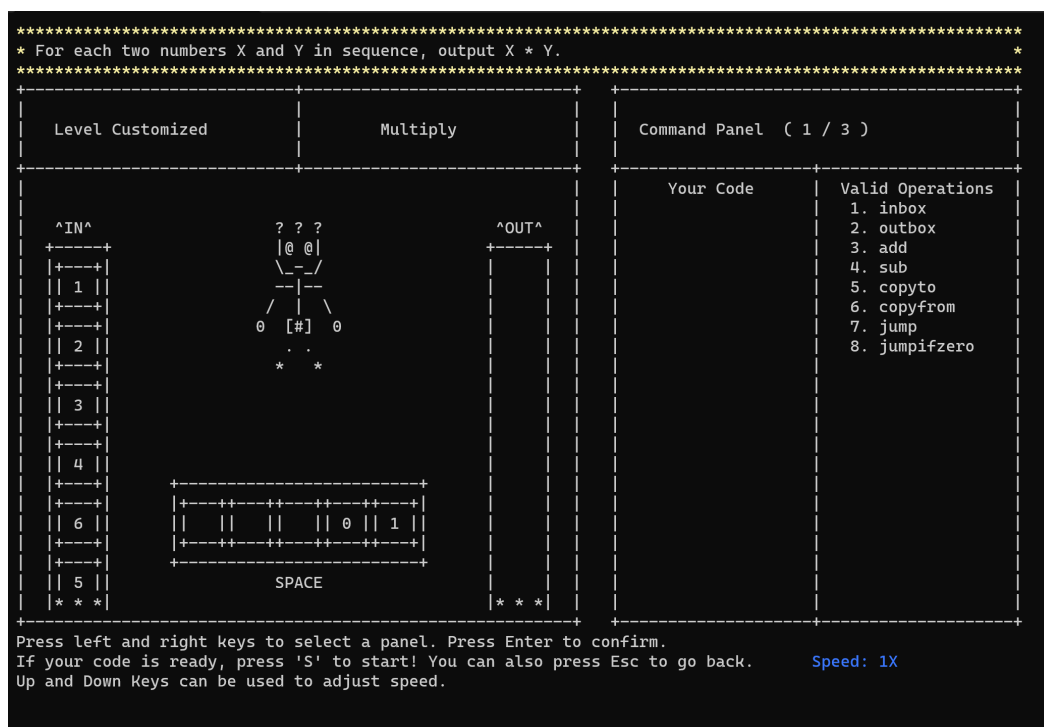 *********************************************************************************************************
* For each two numbers X and Y in sequence, output X * Y. *
*********************************************************************************************************
Level Customized
Multiply
Command Panel ( 1 / 3 )
Your Code
Valid Operations
1. inbox
2. outbox
3. add
4. sub
5. copyto
6. copyfrom
7. jump
8. jumpifzero
^IN^
? ? ?
^OUT^
|@ @|
\_-_/
--|--
/ | \
0 [#] 0
. .
* *
1
2
3
4
6
5
* * *
0 1
SPACE
* * *
Press left and right keys to select a panel. Press Enter to confirm.
If your code is ready, press 'S' to start! You can also press Esc to go back. Speed: 1X
Up and Down Keys can be used to adjust speed.